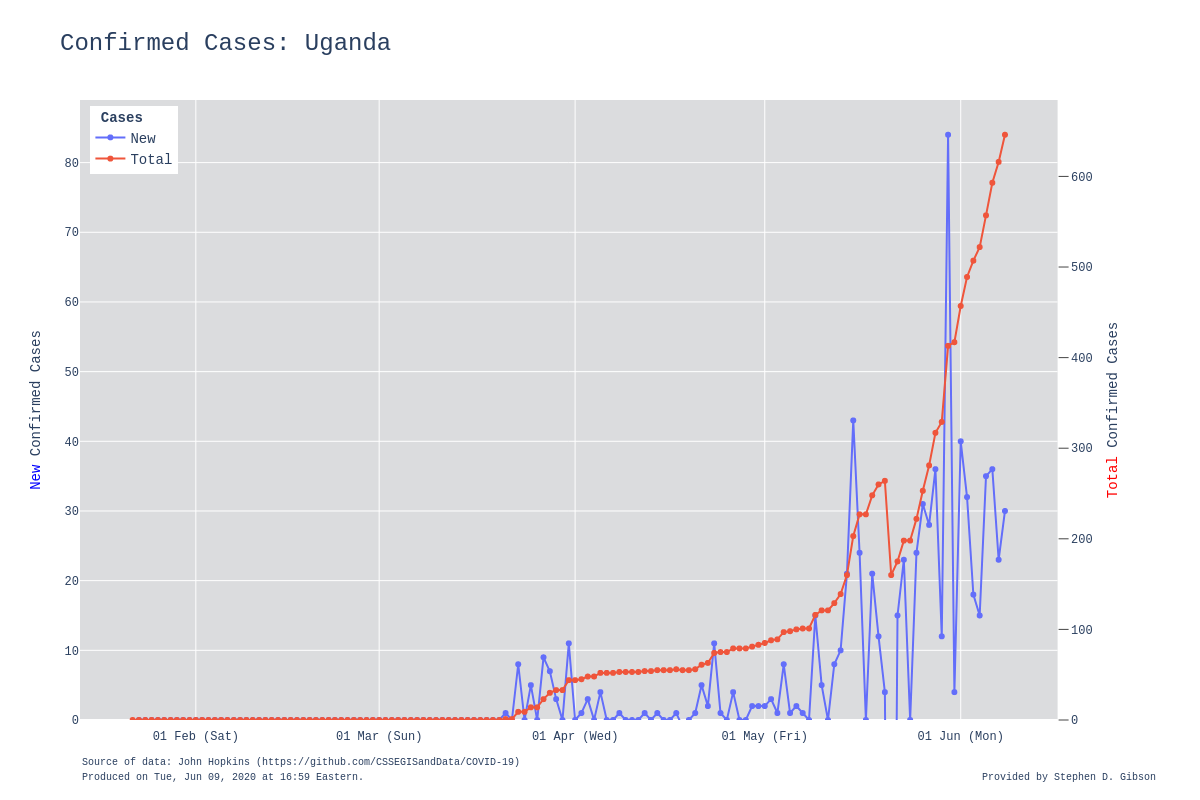 Confirmed Cases: Uganda
Cases
New
Total
80
70
60
50
40
30
20
10
0
New Confirmed Cases
600
500
400
300
200
100
0
Total Confirmed Cases
01 Feb (Sat)
01 Mar (Sun)
01 Apr (Wed)
01 May (Fri)
01 Jun (Mon)
Source of data: John Hopkins (https://github.com/CSSEGISandData/COVID-19)
Produced on Tue, Jun 09, 2020 at 16:59 Eastern.
Provided by Stephen D. Gibson